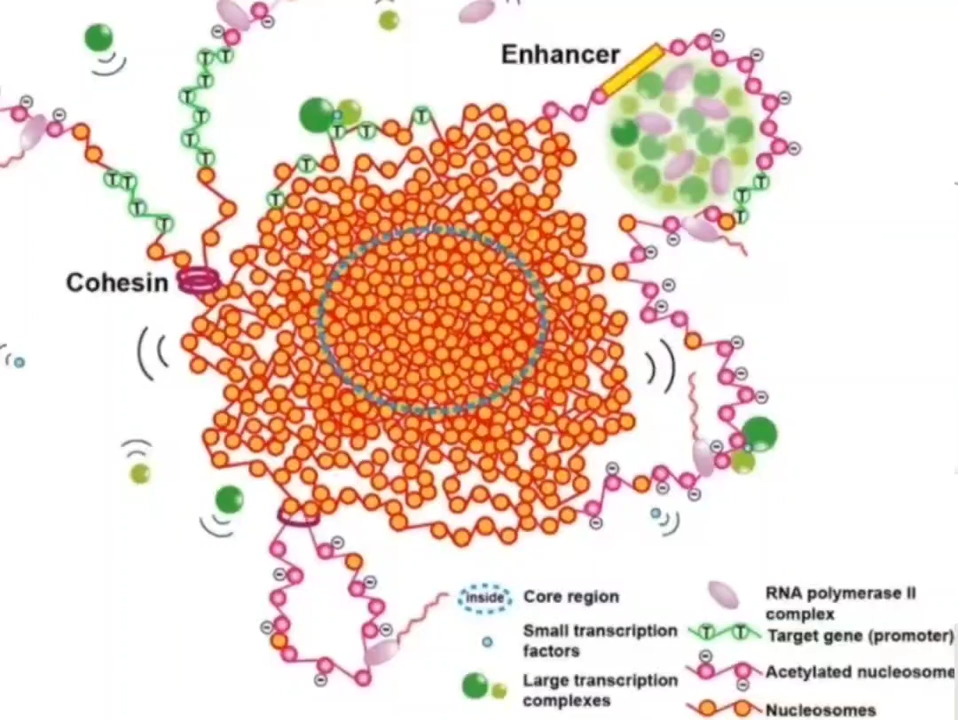 Enhancer
Cohesin
inside
Core region
Small transcription
factors
Large transcription
complexes
RNA polymerase II
complex
T T Target gene (promoter)
Acetylated nucleosome
Nucleosomes